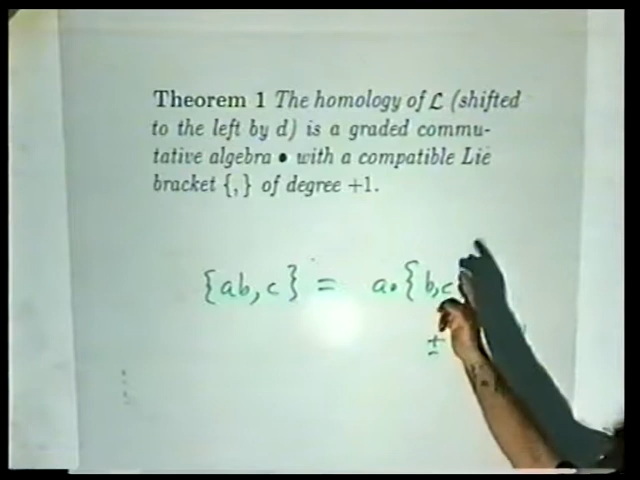 Theorem 1 The homology of L (shifted
to the left by d) is a graded commu-
tative algebra • with a compatible Lie
bracket {,} of degree +1.
{ab, c} = a•{b,c
±